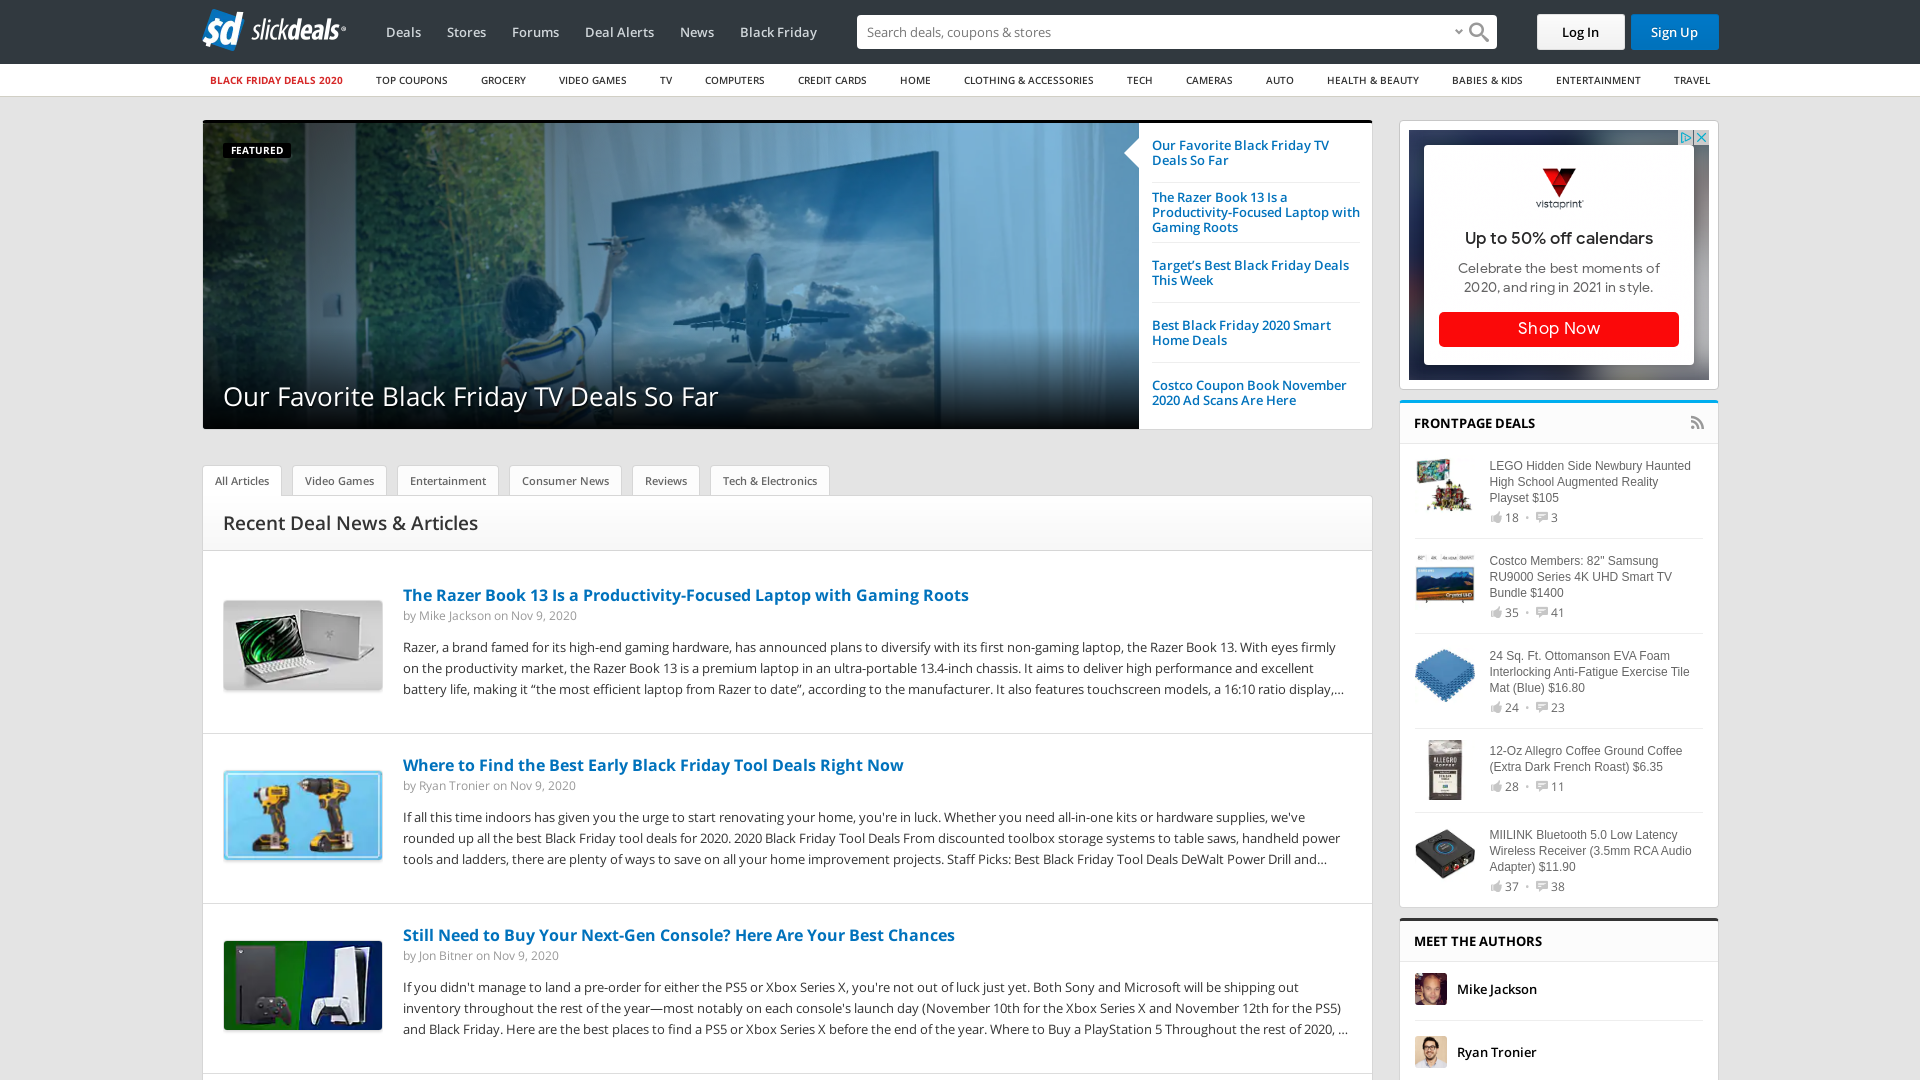 slickdeals
Deals
Stores
Forums
Deal Alerts
News
Black Friday
Search deals, coupons & stores
Log In
Sign Up
BLACK FRIDAY DEALS 2020
TOP COUPONS
GROCERY
VIDEO GAMES
TV
COMPUTERS
CREDIT CARDS
HOME
CLOTHING & ACCESSORIES
TECH
CAMERAS
AUTO
HEALTH & BEAUTY
BABIES & KIDS
ENTERTAINMENT
TRAVEL
FEATURED
Our Favorite Black Friday TV Deals So Far
Our Favorite Black Friday TV
Deals So Far
The Razer Book 13 Is a
Productivity-Focused Laptop with
Gaming Roots
Target’s Best Black Friday Deals
This Week
Best Black Friday 2020 Smart
Home Deals
Costco Coupon Book November
2020 Ad Scans Are Here
vistaprint
Up to 50% off calendars
Celebrate the best moments of
2020, and ring in 2021 in style.
Shop Now
All Articles
Video Games
Entertainment
Consumer News
Reviews
Tech & Electronics
Recent Deal News & Articles
The Razer Book 13 Is a Productivity-Focused Laptop with Gaming Roots
by Mike Jackson on Nov 9, 2020
Razer, a brand famed for its high-end gaming hardware, has announced plans to diversify with its first non-gaming laptop, the Razer Book 13. With eyes firmly
on the productivity market, the Razer Book 13 is a premium laptop in an ultra-portable 13.4-inch chassis. It aims to deliver high performance and excellent
battery life, making it “the most efficient laptop from Razer to date”, according to the manufacturer. It also features touchscreen models, a 16:10 ratio display,...
Where to Find the Best Early Black Friday Tool Deals Right Now
by Ryan Tronier on Nov 9, 2020
If all this time indoors has given you the urge to start renovating your home, you're in luck. Whether you need all-in-one kits or hardware supplies, we've
rounded up all the best Black Friday tool deals for 2020. 2020 Black Friday Tool Deals From discounted toolbox storage systems to table saws, handheld power
tools and ladders, there are plenty of ways to save on all your home improvement projects. Staff Picks: Best Black Friday Tool Deals DeWalt Power Drill and...
Still Need to Buy Your Next-Gen Console? Here Are Your Best Chances
by Jon Bitner on Nov 9, 2020
If you didn't manage to land a pre-order for either the PS5 or Xbox Series X, you're not out of luck just yet. Both Sony and Microsoft will be shipping out
inventory throughout the rest of the year—most notably on each console's launch day (November 10th for the Xbox Series X and November 12th for the PS5)
and Black Friday. Here are the best places to find a PS5 or Xbox Series X before the end of the year. Where to Buy a PlayStation 5 Throughout the rest of 2020, ...
FRONTPAGE DEALS
LEGO Hidden Side Newbury Haunted
High School Augmented Reality
Playset $105
18 • 3
Costco Members: 82" Samsung
RU9000 Series 4K UHD Smart TV
Bundle $1400
35 • 41
24 Sq. Ft. Ottomanson EVA Foam
Interlocking Anti-Fatigue Exercise Tile
Mat (Blue) $16.80
24 • 23
ALLEGRO
COFFEE
12-Oz Allegro Coffee Ground Coffee
(Extra Dark French Roast) $6.35
28 • 11
MIILINK Bluetooth 5.0 Low Latency
Wireless Receiver (3.5mm RCA Audio
Adapter) $11.90
37 • 38
MEET THE AUTHORS
Mike Jackson
Ryan Tronier